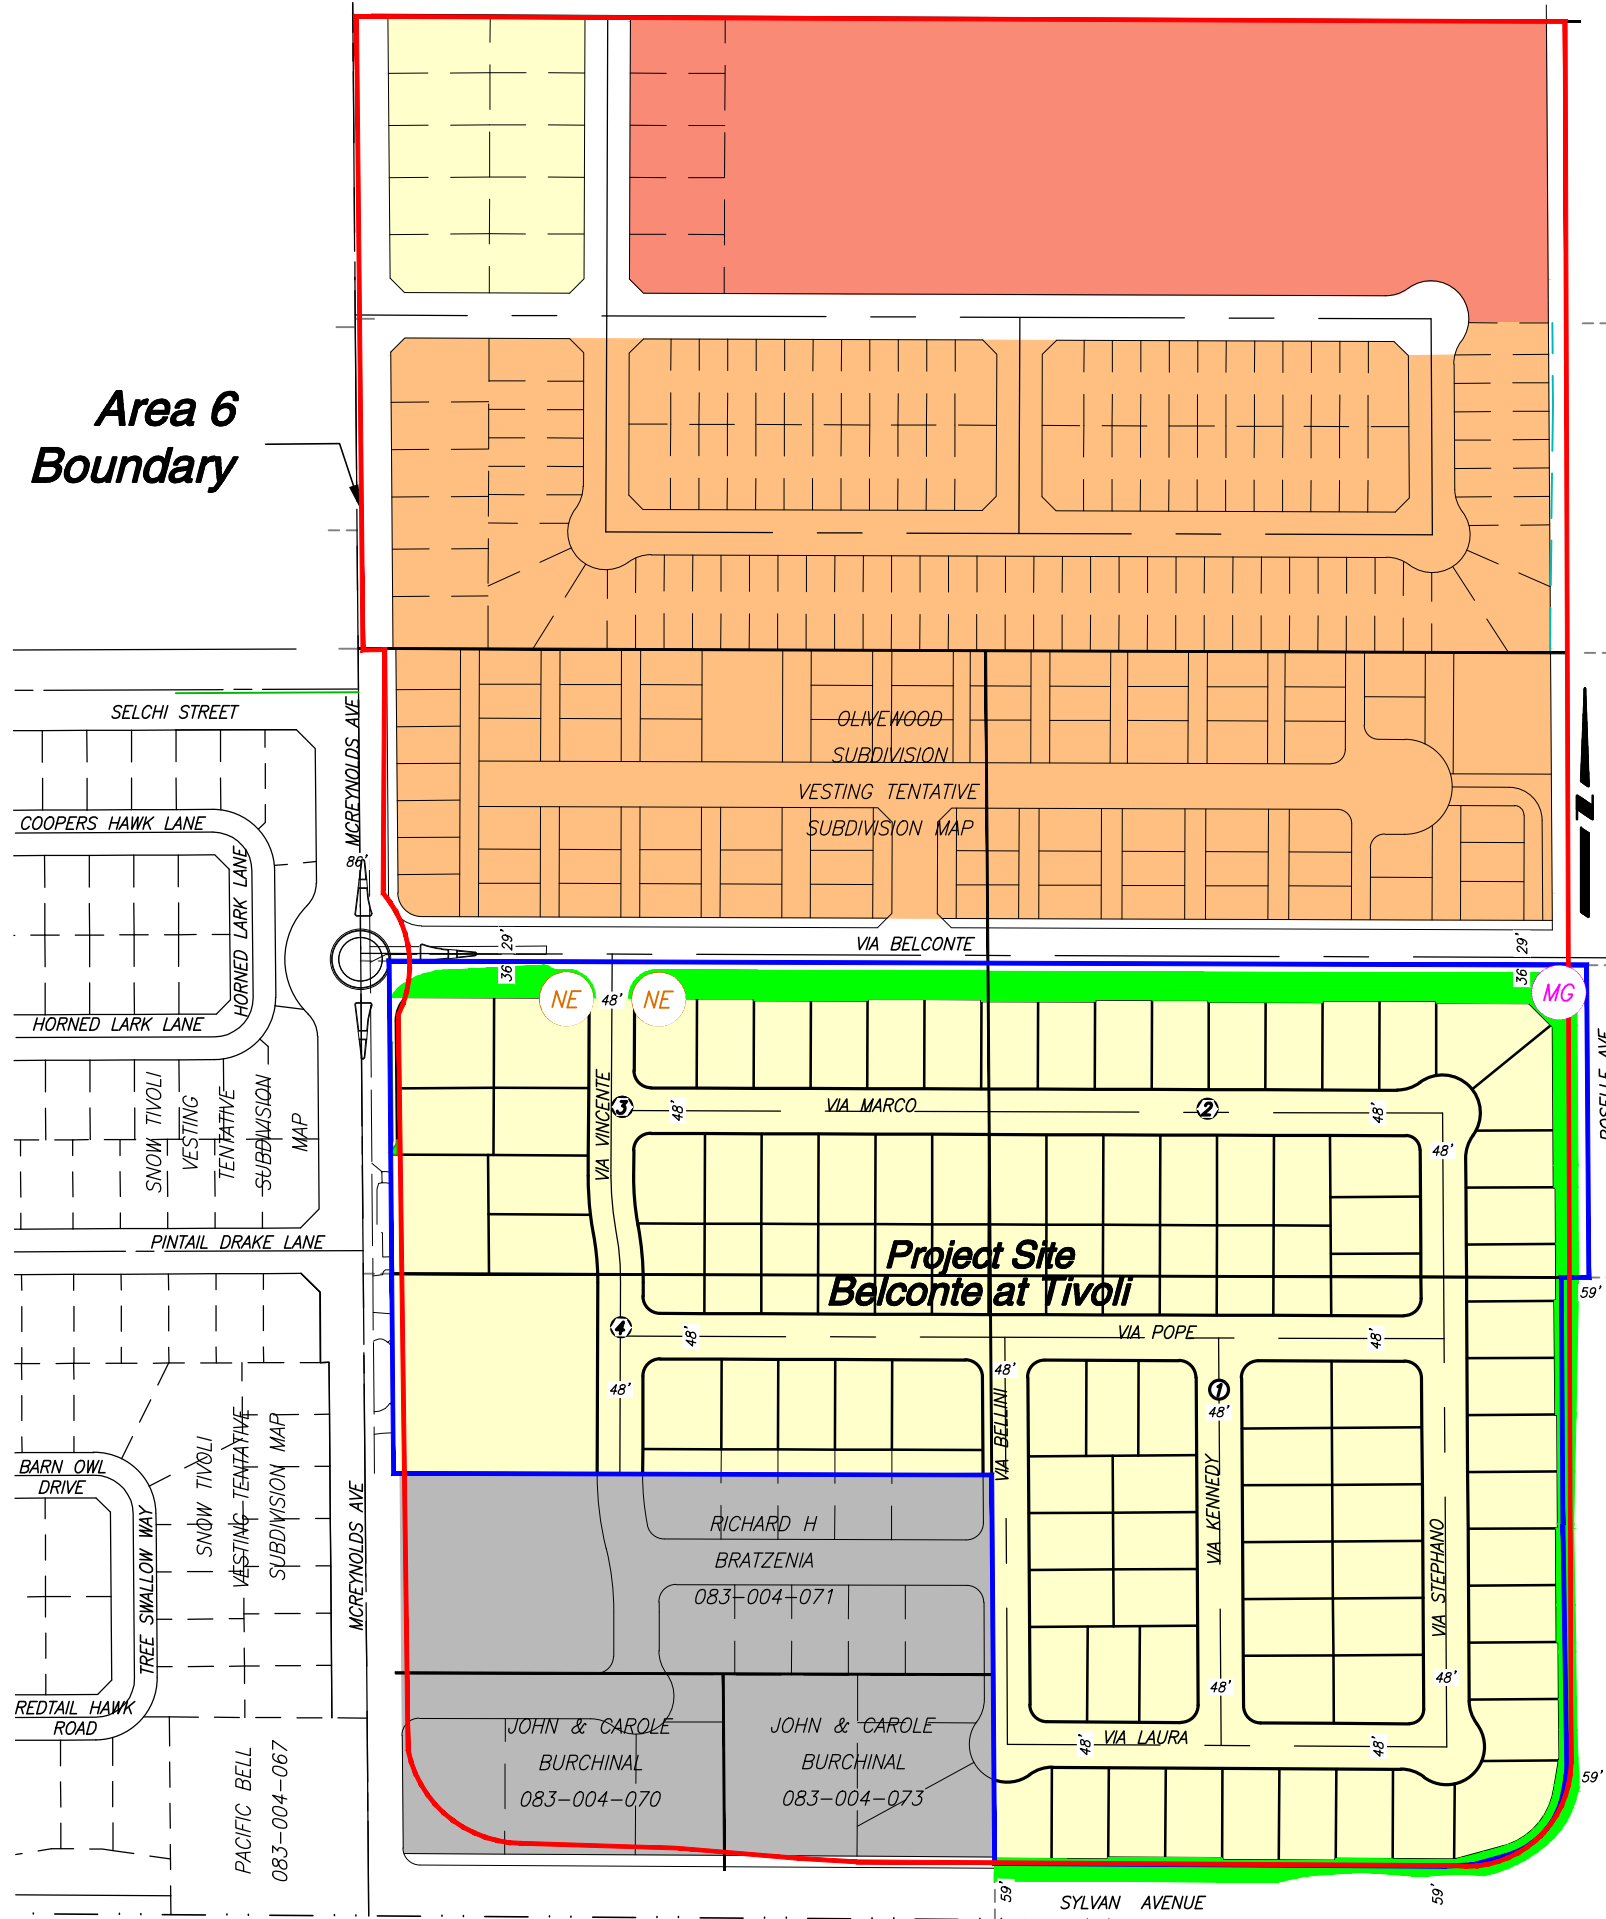 Area 6
Boundary
SELCHI STREET
MCREYNOLDS AVE
OLIVEWOOD
SUBDIVISION
VESTING TENTATIVE
SUBDIVISION MAP
COOPERS HAWK LANE
HORNED LARK LANE
86'
N
VIA BELCONTE
29'
36'
29'
36'
NE
48'
NE
MG
HORNED LARK LANE
ROSELLE AVE
SNOW TIVOLI
VESTING
TENTATIVE
SUBDIVISION
MAP
VIA VINCENTE
3
48'
VIA MARCO
2
48'
48'
PINTAIL DRAKE LANE
Project Site
Belconte at Tivoli
59'
4
48'
VIA POPE
48'
48'
48'
1
48'
VIA BELLINI
VIA KENNEDY
VIA STEPHANO
SNOW TIVOLI
VESTING TENTATIVE
SUBDIVISION MAP
BARN OWL
DRIVE
TREE SWALLOW WAY
MCREYNOLDS AVE
RICHARD H
BRATZENIA
083-004-071
REDTAIL HAWK
ROAD
48'
48'
JOHN & CAROLE
BURCHINAL
083-004-070
JOHN & CAROLE
BURCHINAL
083-004-073
48'
VIA LAURA
48'
59'
PACIFIC BELL
083-004-067
59'
SYLVAN AVENUE
59'